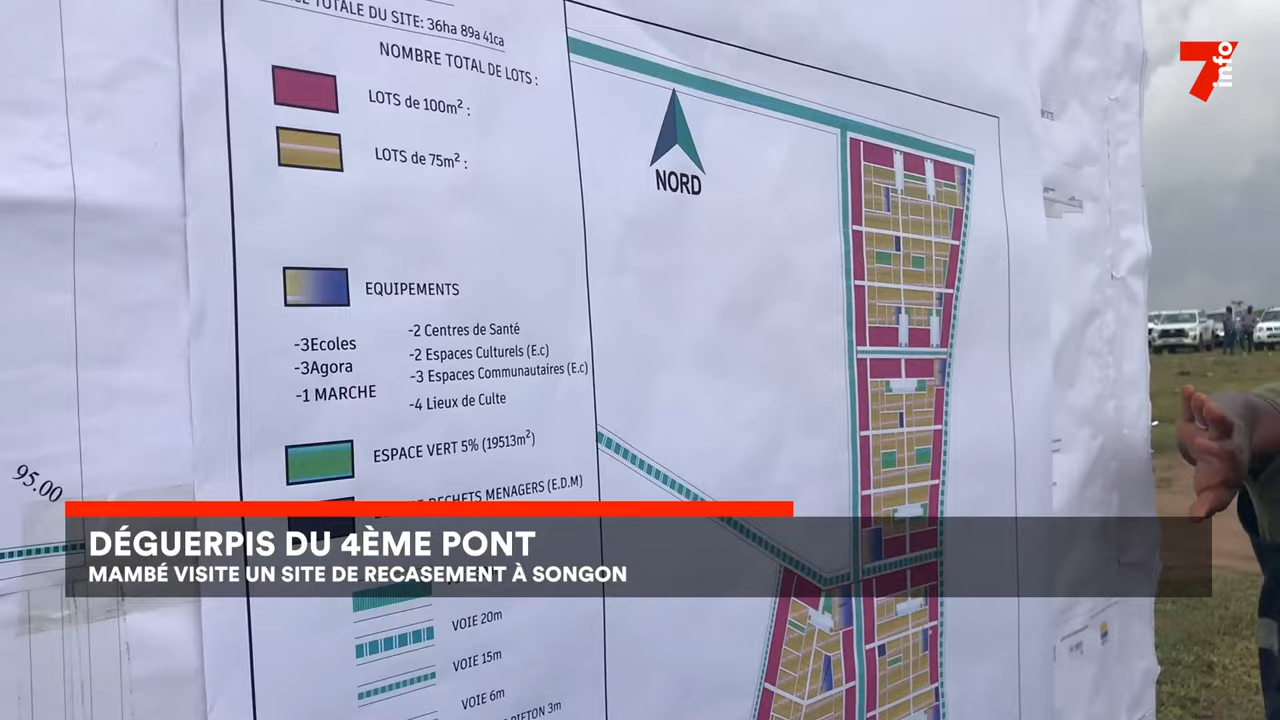 TOTALE DU SITE: 36ha 89a 41ca
NOMBRE TOTAL DE LOTS :
LOTS de 100m² :
LOTS de 75m² :
EQUIPEMENTS
-3Ecoles
-3Agora
-1 MARCHE
-2 Centres de Santé
-2 Espaces Culturels (E.c)
-3 Espaces Communautaires (E.c)
-4 Lieux de Culte
ESPACE VERT 5% (19513m²)
DECHETS MENAGERS (E.D.M)
VOIE 20m
VOIE 15m
VOIE 6m
PIETON 3m
NORD
95.00
7info
DÉGUERPIS DU 4ÈME PONT
MAMBÉ VISITE UN SITE DE RECASEMENT À SONGON